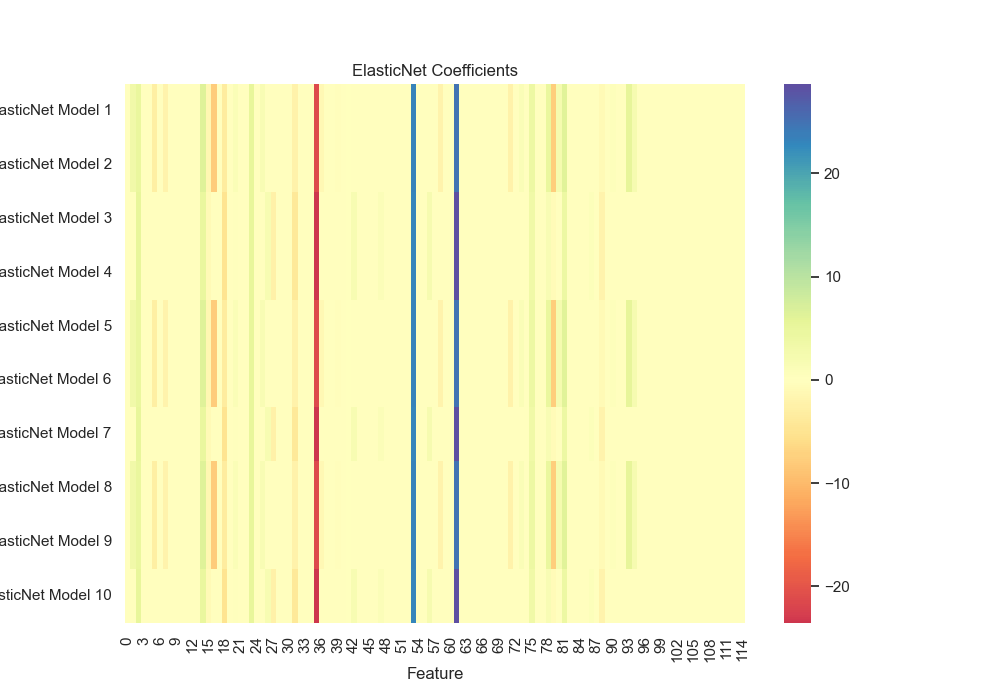 ElasticNet Coefficients
asticNet Model 1
asticNet Model 2
asticNet Model 3
asticNet Model 4
asticNet Model 5
asticNet Model 6
asticNet Model 7
asticNet Model 8
asticNet Model 9
sticNet Model 10
20
10
0
−10
−20
0 3 6 9 12 15 18 21 24 27 30 33 36 39 42 45 48 51 54 57 60 63 66 69 72 75 78 81 84 87 90 93 96 99 102 105 108 111 114
Feature